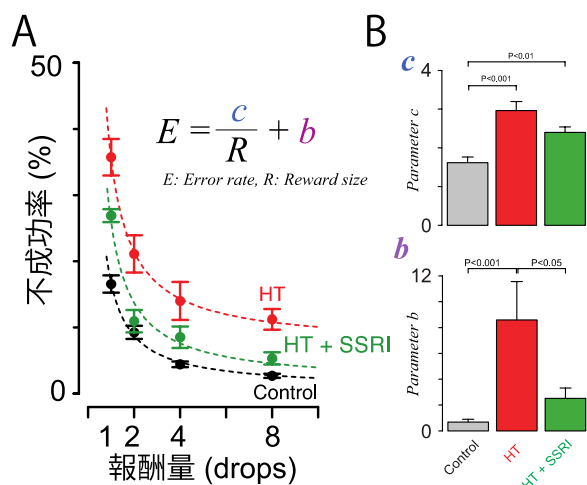 A
50
不成功率 (%)
0
E = c/R + b
E: Error rate, R: Reward size
HT
HT + SSRI
Control
1 2 4 8
報酬量 (drops)
B
c
P<0.01
P<0.001
4
Parameter c
0
b
P<0.001 P<0.05
12
Parameter b
0
Control HT HT + SSRI